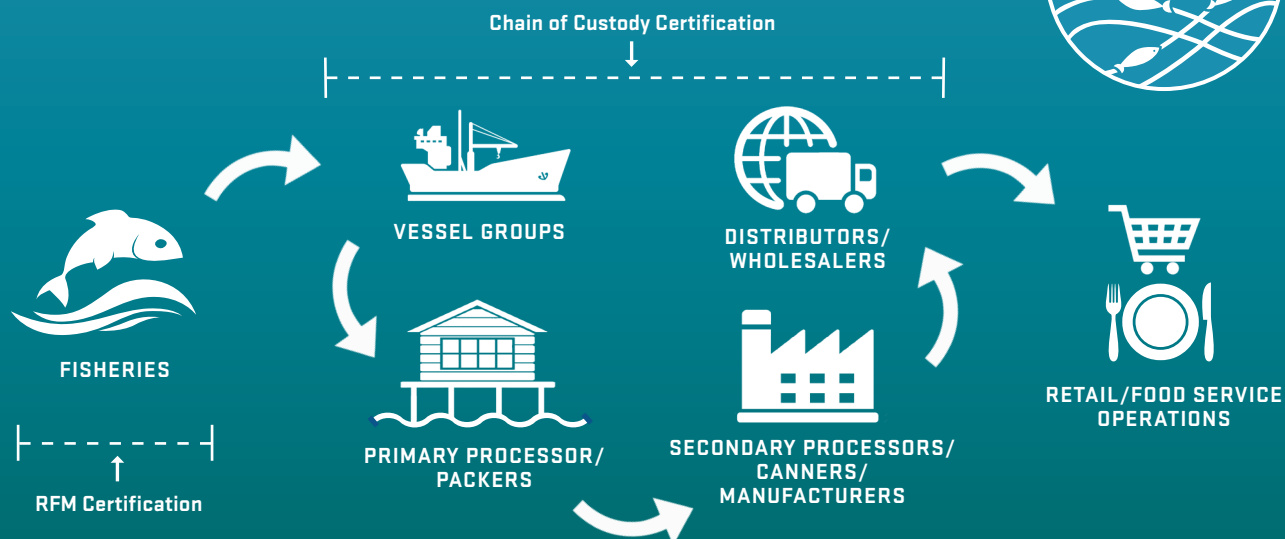 Chain of Custody Certification
VESSEL GROUPS
DISTRIBUTORS/
WHOLESALERS
FISHERIES
PRIMARY PROCESSOR/
PACKERS
SECONDARY PROCESSORS/
CANNERS/
MANUFACTURERS
RETAIL/FOOD SERVICE
OPERATIONS
RFM Certification